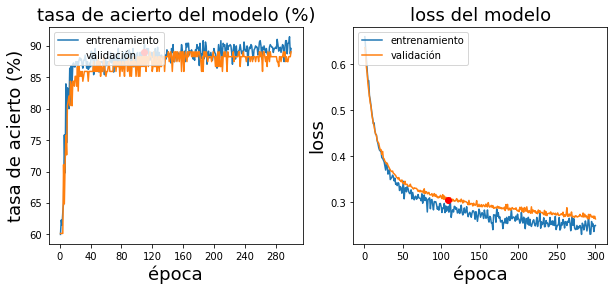 tasa de acierto del modelo (%)
entrenamiento
validación
90
85
80
75
70
65
60
0 40 80 120 160 200 240 280
tasa de acierto (%)
época
loss del modelo
entrenamiento
validación
0.6
0.5
0.4
0.3
0 50 100 150 200 250 300
loss
época